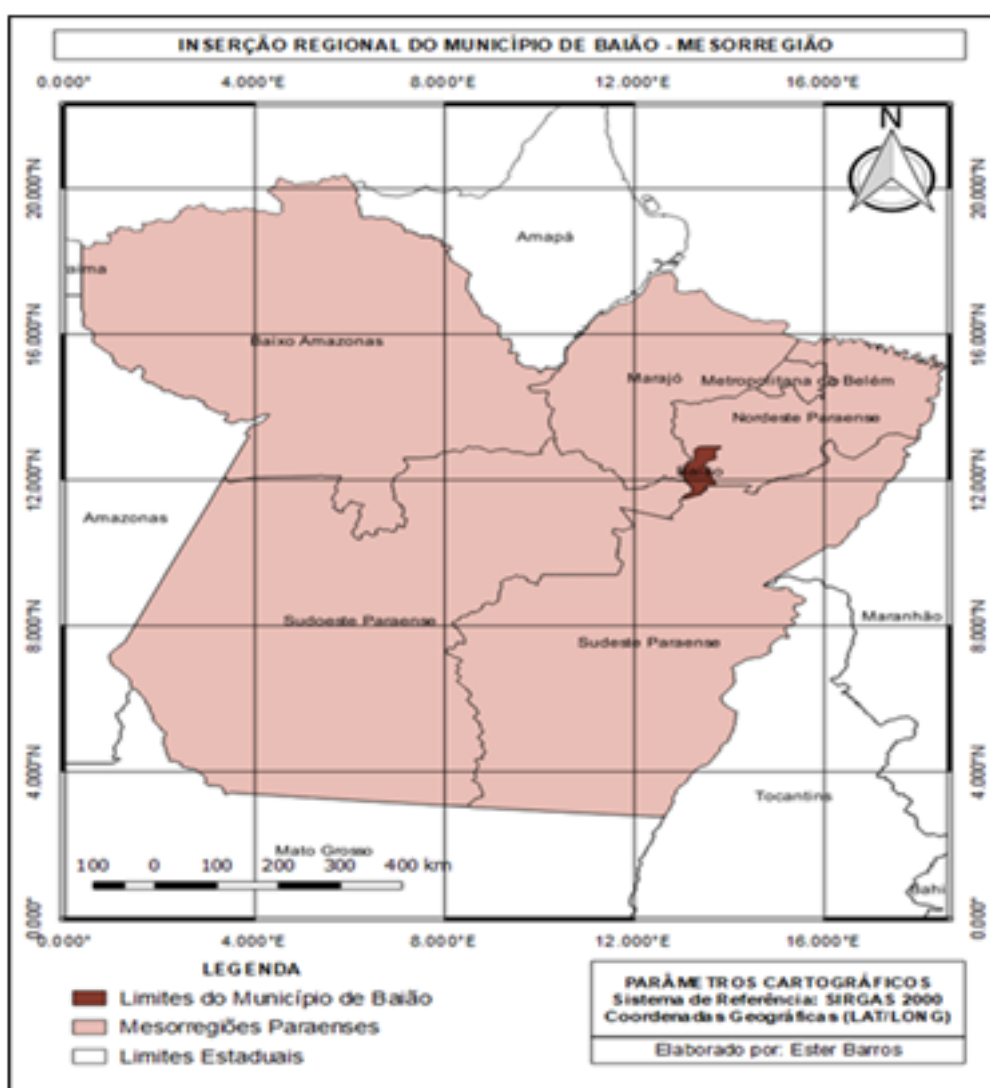 INSERÇÃO REGIONAL DO MUNICÍPIO DE BAIÃO - MESORREGIÃO
0.000° 4.000°E 8.000°E 12.000°E 16.000°E
N
20.000°N 20.000°N
Amapá
aima
16.000°N 16.000°N
Baixo Amazonas
Marajó Metropolitana de Belém
Nordeste Paraense
Baião
12.000°N 12.000°N
Amazonas
8.000°N 8.000°N
Sudoeste Paraense
Sudeste Paraense
Maranhão
4.000°N 4.000°N
Tocantins
Mato Grosso
100 0 100 200 300 400 km
Bahi
0.000° 0.000°
0.000° 4.000°E 8.000°E 12.000°E 16.000°E
LEGENDA
Limites do Município de Baião
Mesorregiões Paraenses
Limites Estaduais
PARÂMETROS CARTOGRÁFICOS
Sistema de Referência: SIRGAS 2000
Coordenadas Geográficas (LAT/LONG)
Elaborado por: Ester Barros